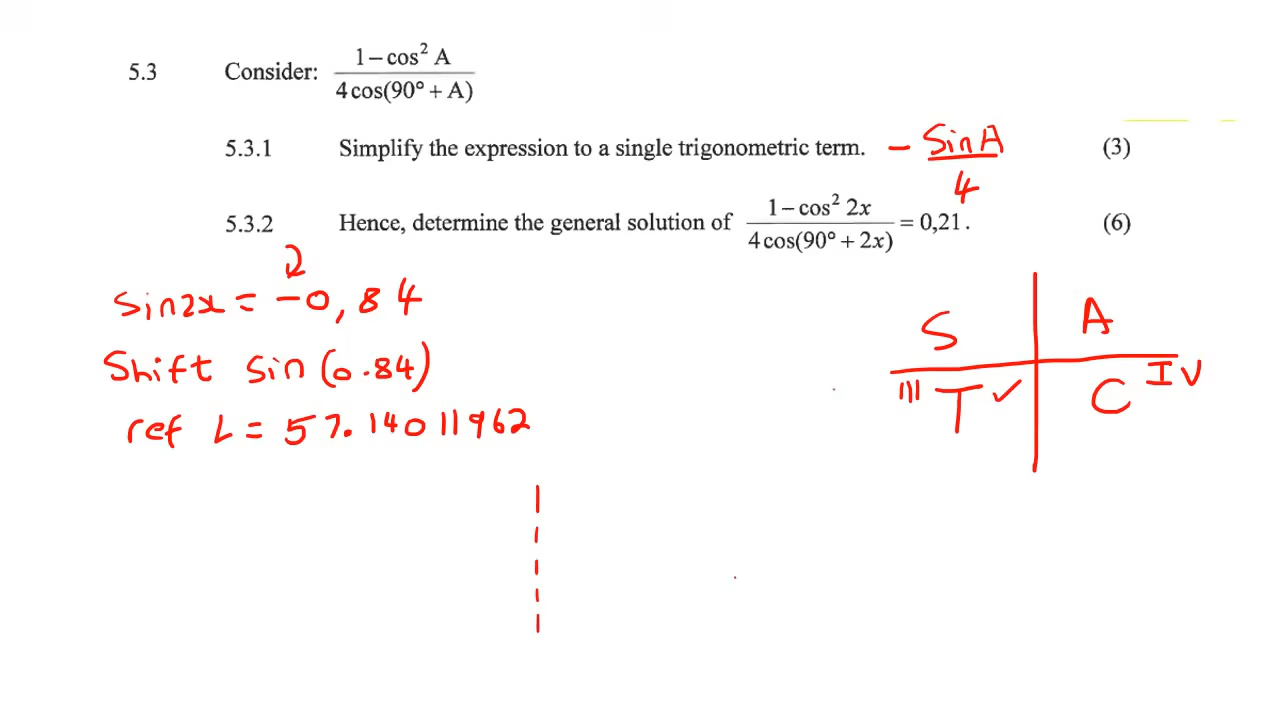 5.3 Consider: 1 − cos² A / 4cos(90° + A)
5.3.1 Simplify the expression to a single trigonometric term. − Sin A / 4 (3)
5.3.2 Hence, determine the general solution of 1 − cos² 2x / 4cos(90° + 2x) = 0,21. (6)
Sin2x = −0,84
Shift Sin (0.84)
ref L = 57.14011962
S A
III T ✓ C IV